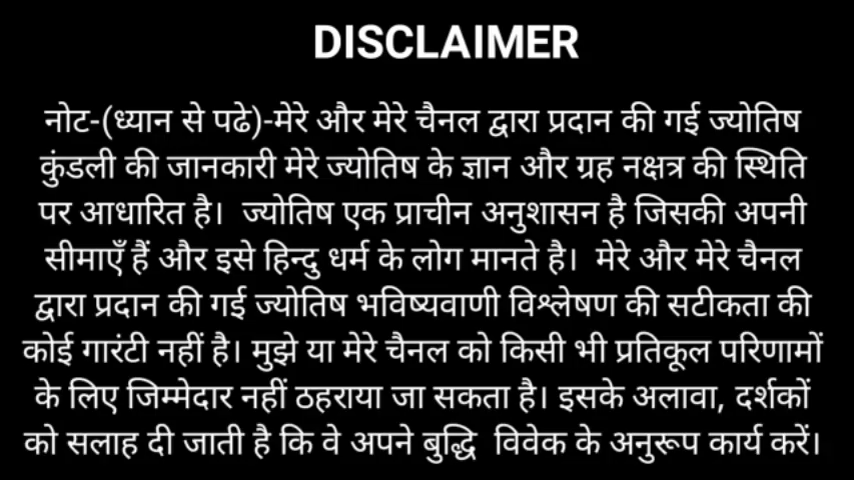 DISCLAIMER
नोट-(ध्यान से पढे)-मेरे और मेरे चैनल द्वारा प्रदान की गई ज्योतिष
कुंडली की जानकारी मेरे ज्योतिष के ज्ञान और ग्रह नक्षत्र की स्थिति
पर आधारित है। ज्योतिष एक प्राचीन अनुशासन है जिसकी अपनी
सीमाएँ हैं और इसे हिन्दु धर्म के लोग मानते है। मेरे और मेरे चैनल
द्वारा प्रदान की गई ज्योतिष भविष्यवाणी विश्लेषण की सटीकता की
कोई गारंटी नहीं है। मुझे या मेरे चैनल को किसी भी प्रतिकूल परिणामों
के लिए जिम्मेदार नहीं ठहराया जा सकता है। इसके अलावा, दर्शकों
को सलाह दी जाती है कि वे अपने बुद्धि विवेक के अनुरूप कार्य करें।